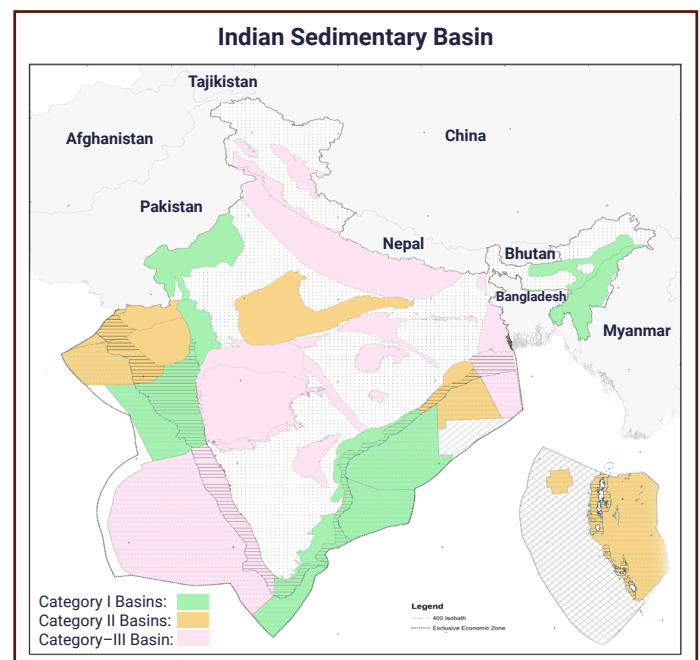 Indian Sedimentary Basin
Tajikistan
Afghanistan
China
Pakistan
Nepal
Bhutan
Bangladesh
Myanmar
Category I Basins:
Category II Basins:
Category–III Basin:
Legend
400 Isobath
Exclusive Economic Zone